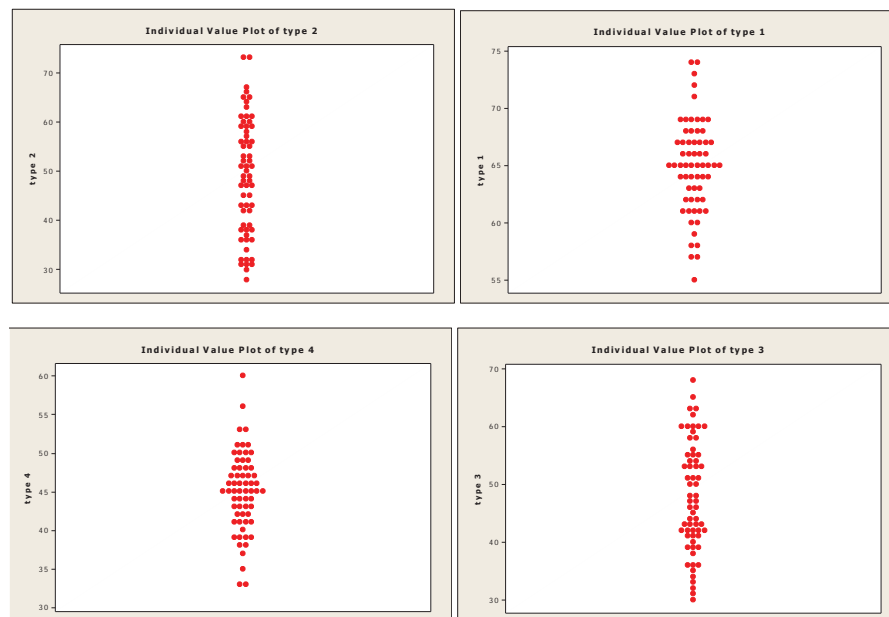 Individual Value Plot of type 2
70
60
50
40
30
type 2
Individual Value Plot of type 1
75
70
65
60
55
type 1
Individual Value Plot of type 4
60
55
50
45
40
35
30
type 4
Individual Value Plot of type 3
70
60
50
40
30
type 3